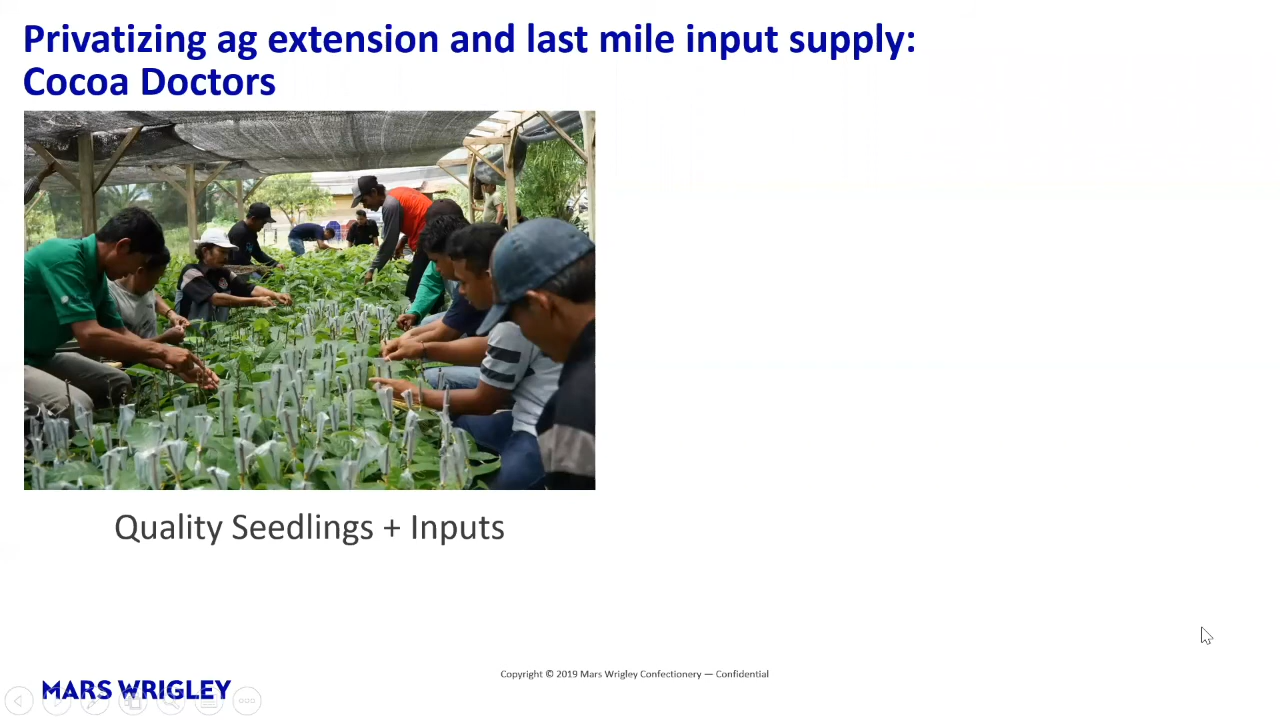 Privatizing ag extension and last mile input supply:
Cocoa Doctors
Quality Seedlings + Inputs
Copyright © 2019 Mars Wrigley Confectionery — Confidential
MARS WRIGLEY